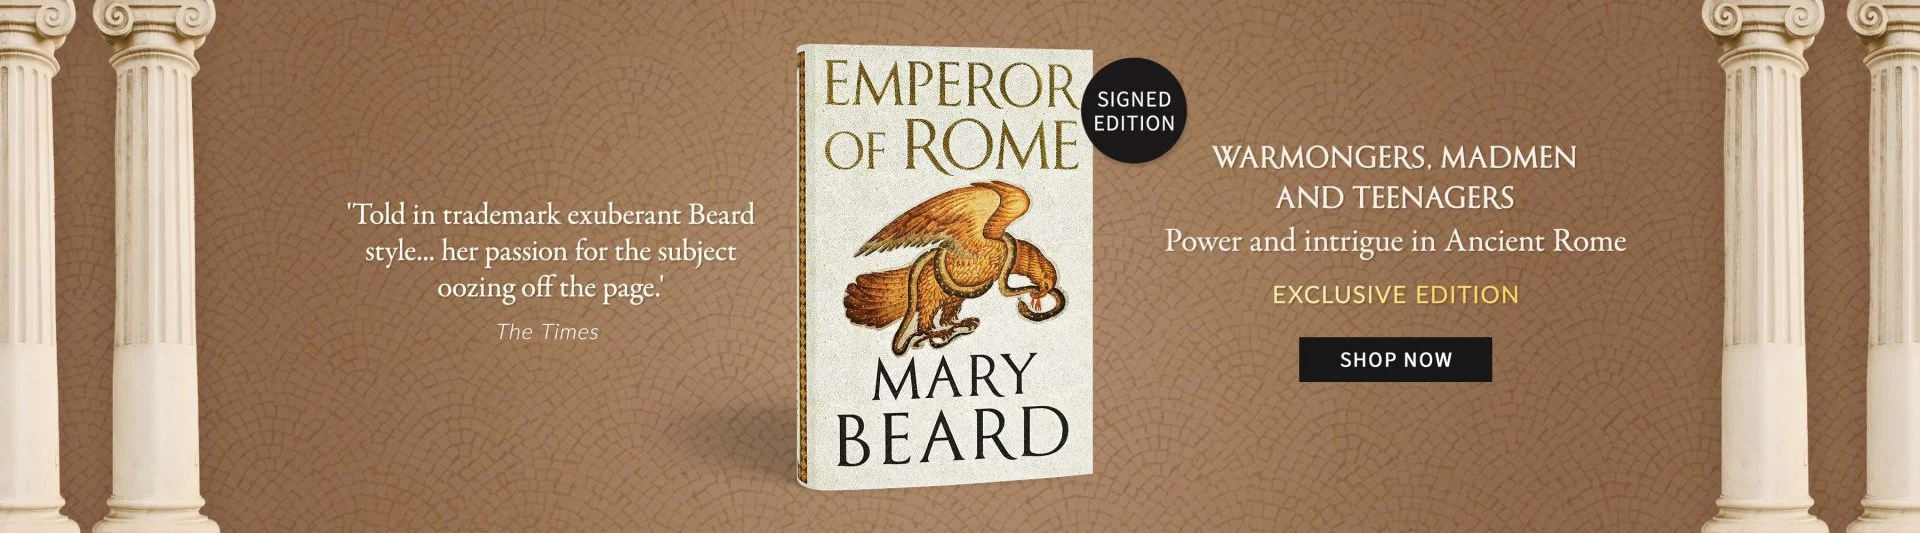 'Told in trademark exuberant Beard
style... her passion for the subject
oozing off the page.'
The Times
EMPEROR
OF ROME
MARY
BEARD
SIGNED
EDITION
WARMONGERS, MADMEN
AND TEENAGERS
Power and intrigue in Ancient Rome
EXCLUSIVE EDITION
SHOP NOW